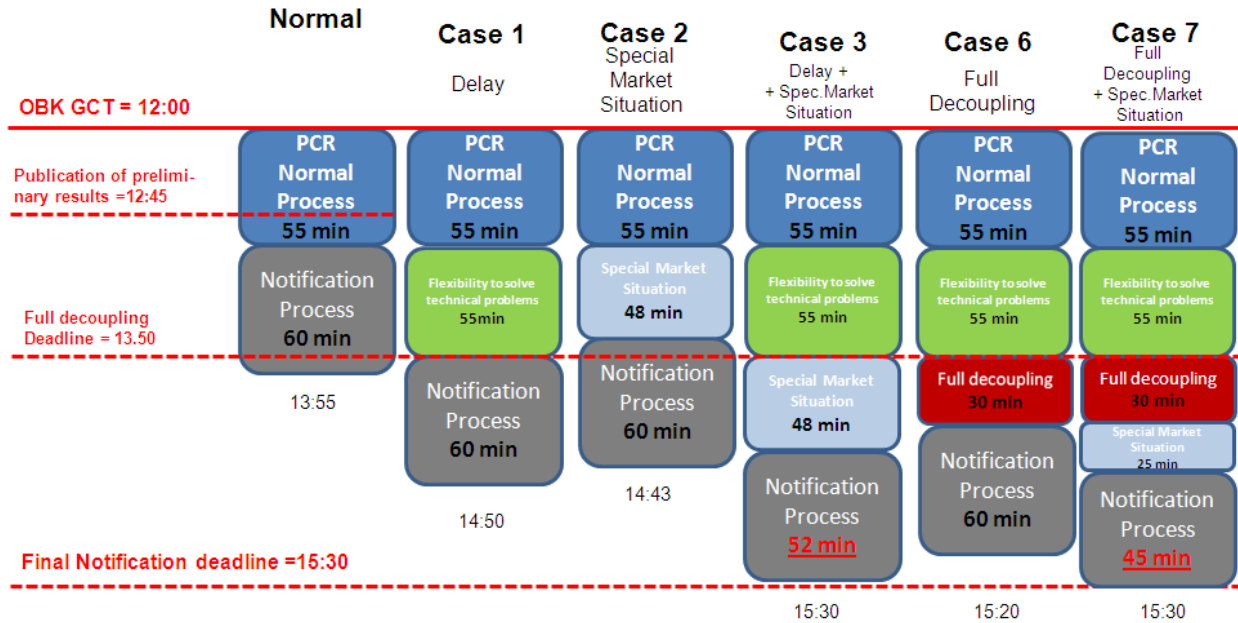 Normal
Case 1
Delay
Case 2
Special
Market
Situation
Case 3
Delay +
+ Spec.Market
Situation
Case 6
Full
Decoupling
Case 7
Full
Decoupling
+ Spec.Market
Situation
OBK GCT = 12:00
Publication of prelimi-
nary results =12:45
Full decoupling
Deadline = 13.50
Final Notification deadline =15:30
PCR
Normal
Process
55 min
Notification
Process
60 min
13:55
PCR
Normal
Process
55 min
Flexibility to solve
technical problems
55min
Notification
Process
60 min
14:50
PCR
Normal
Process
55 min
Special Market
Situation
48 min
Notification
Process
60 min
14:43
PCR
Normal
Process
55 min
Flexibility to solve
technical problems
55 min
Special Market
Situation
48 min
Notification
Process
52 min
15:30
PCR
Normal
Process
55 min
Flexibility to solve
technical problems
55 min
Full decoupling
30 min
Notification
Process
60 min
15:20
PCR
Normal
Process
55 min
Flexibility to solve
technical problems
55 min
Full decoupling
30 min
Special Market
Situation
25 min
Notification
Process
45 min
15:30